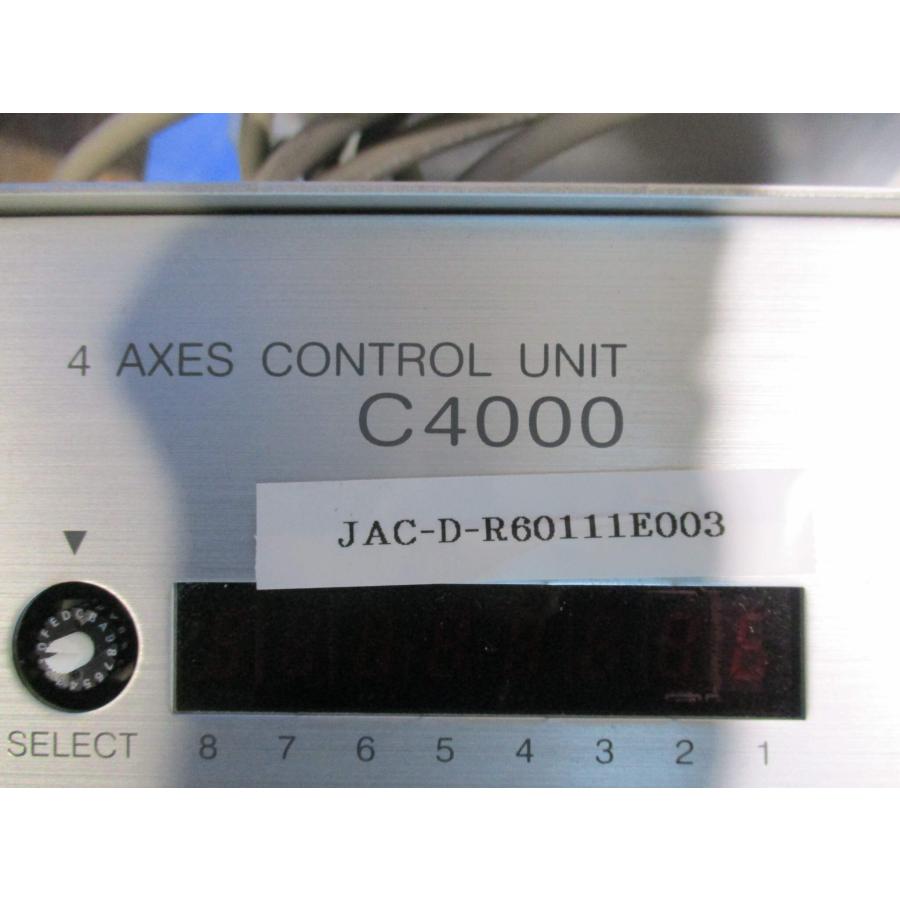 4 AXES CONTROL UNIT
C4000
JAC-D-R60111E003
SELECT
8 7 6 5 4 3 2 1